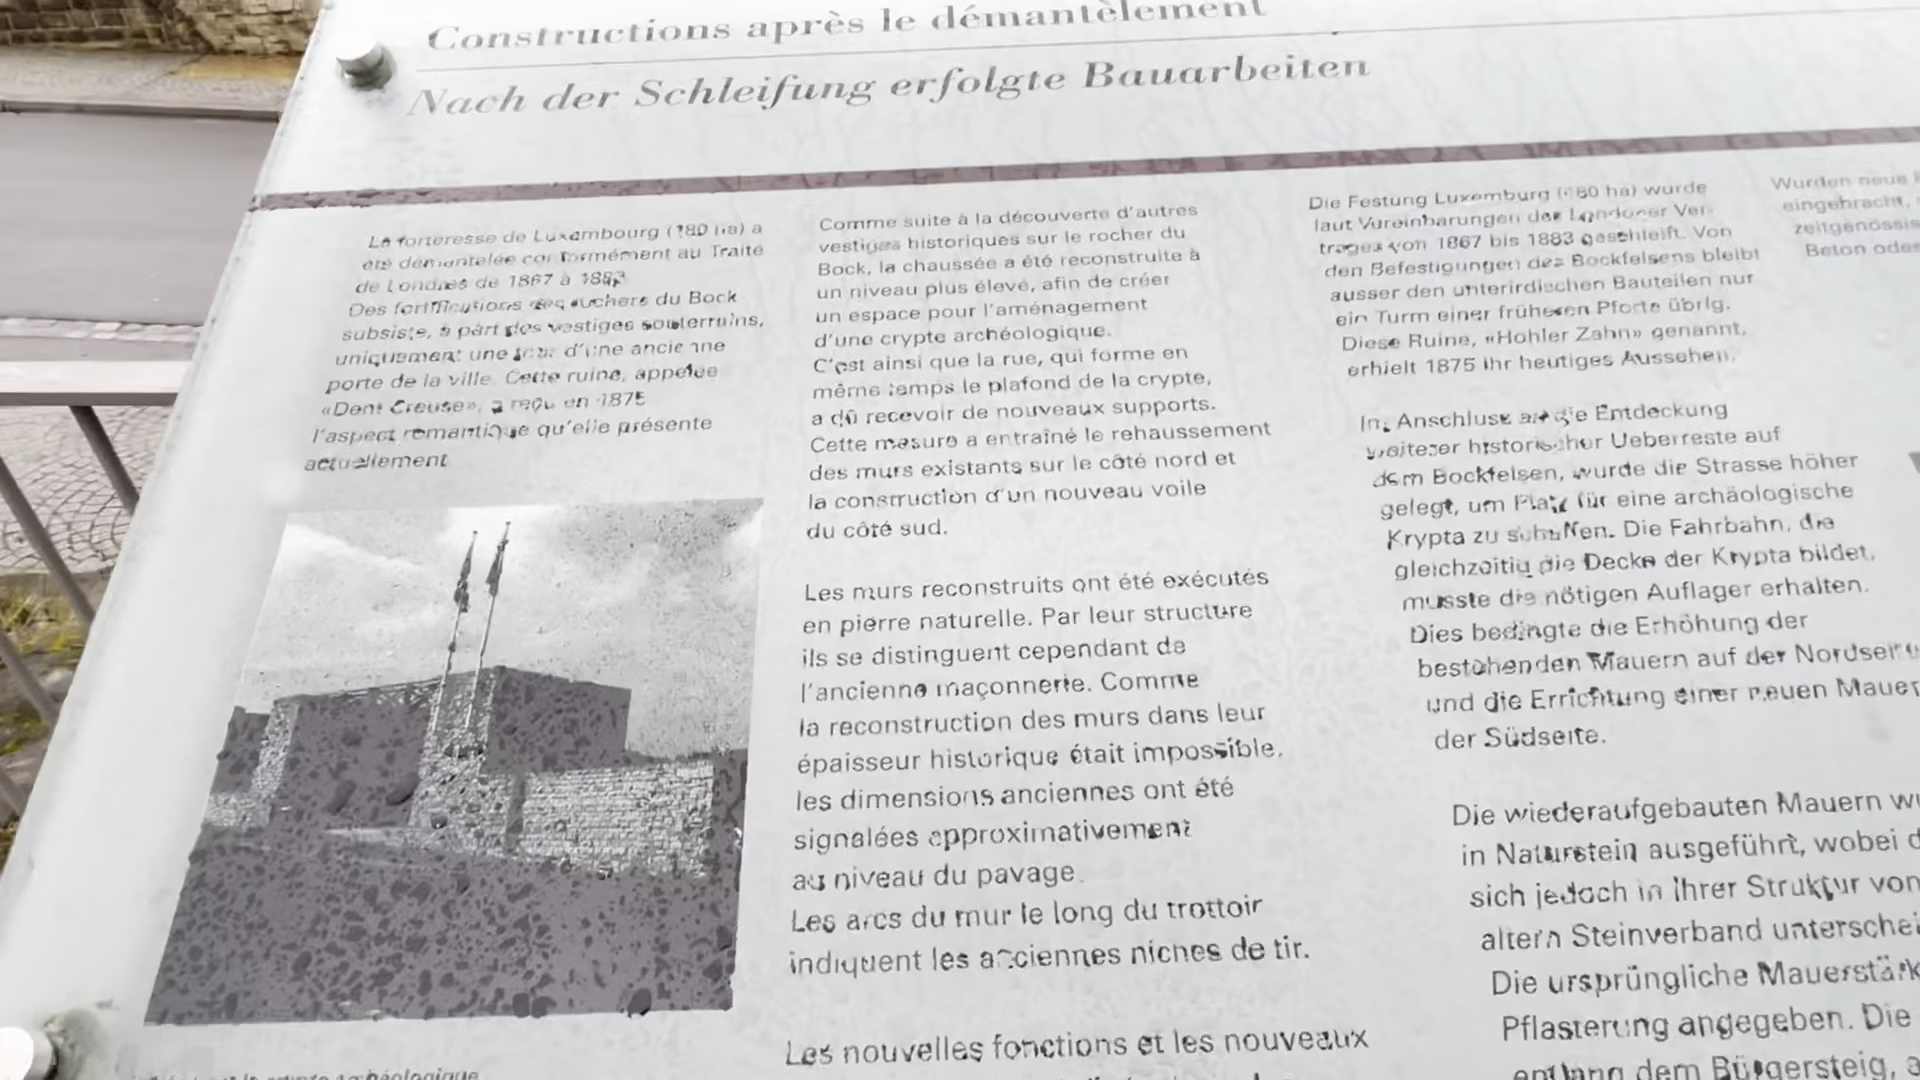 Constructions après le démantèlement
Nach der Schleifung erfolgte Bauarbeiten
La forteresse de Luxembourg (180 ha) a
été démantelée conformément au Traité
de Londres de 1867 à 1883.
Des fortifications des rochers du Bock
subsiste, à part des vestiges souterrains,
uniquement une tour d'une ancienne
porte de la ville. Cette ruine, appelée
«Dent Creuse», a reçu en 1875
l'aspect romantique qu'elle présente
actuellement
Comme suite à la découverte d'autres
vestiges historiques sur le rocher du
Bock, la chaussée a été reconstruite à
un niveau plus élevé, afin de créer
un espace pour l'aménagement
d'une crypte archéologique.
C'est ainsi que la rue, qui forme en
même temps le plafond de la crypte,
a dû recevoir de nouveaux supports.
Cette mesure a entraîné le rehaussement
des murs existants sur le côté nord et
la construction d'un nouveau voile
du côté sud.
Les murs reconstruits ont été exécutés
en pierre naturelle. Par leur structure
ils se distinguent cependant de
l'ancienne maçonnerie. Comme
la reconstruction des murs dans leur
épaisseur historique était impossible,
les dimensions anciennes ont été
signalées approximativement
au niveau du pavage.
Les arcs du mur le long du trottoir
indiquent les anciennes niches de tir.
Les nouvelles fonctions et les nouveaux
Die Festung Luxemburg (180 ha) wurde
laut Vereinbarungen des Londoner Ver-
trages von 1867 bis 1883 geschleift. Von
den Befestigungen des Bockfelsens bleibt
ausser den unterirdischen Bauteilen nur
ein Turm einer früheren Pforte übrig.
Diese Ruine, «Hohler Zahn» genannt,
erhielt 1875 ihr heutiges Aussehen.
Im Anschluss an die Entdeckung
weiterer historischer Ueberreste auf
dem Bockfelsen, wurde die Strasse höher
gelegt, um Platz für eine archäologische
Krypta zu schaffen. Die Fahrbahn, die
gleichzeitig die Decke der Krypta bildet,
musste die nötigen Auflager erhalten.
Dies bedingte die Erhöhung der
bestehenden Mauern auf der Nordseite
und die Errichtung einer neuen Mauer
der Südseite.
Die wiederaufgebauten Mauern wu
in Naturstein ausgeführt, wobei d
sich jedoch in ihrer Struktur von
altern Steinverband unterschei
Die ursprüngliche Mauerstärk
Pflasterung angegeben. Die
entlang dem Bürgersteig, a
Wurden neue
eingebracht,
zeitgenössis
Beton oder
archéologique